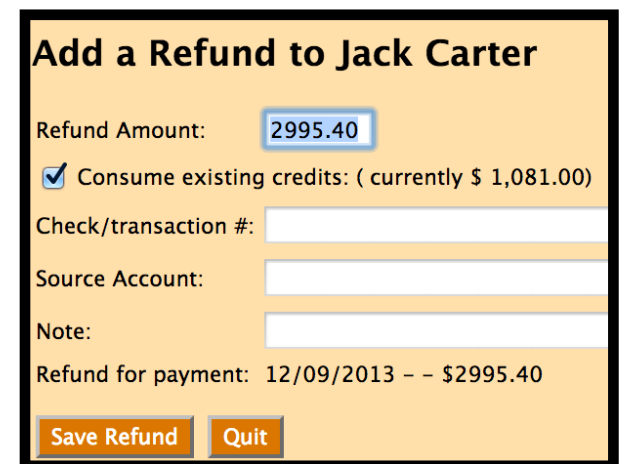 Add a Refund to Jack Carter
Refund Amount: 2995.40
Consume existing credits: ( currently $ 1,081.00)
Check/transaction #:
Source Account:
Note:
Refund for payment: 12/09/2013 – – $2995.40
Save Refund Quit